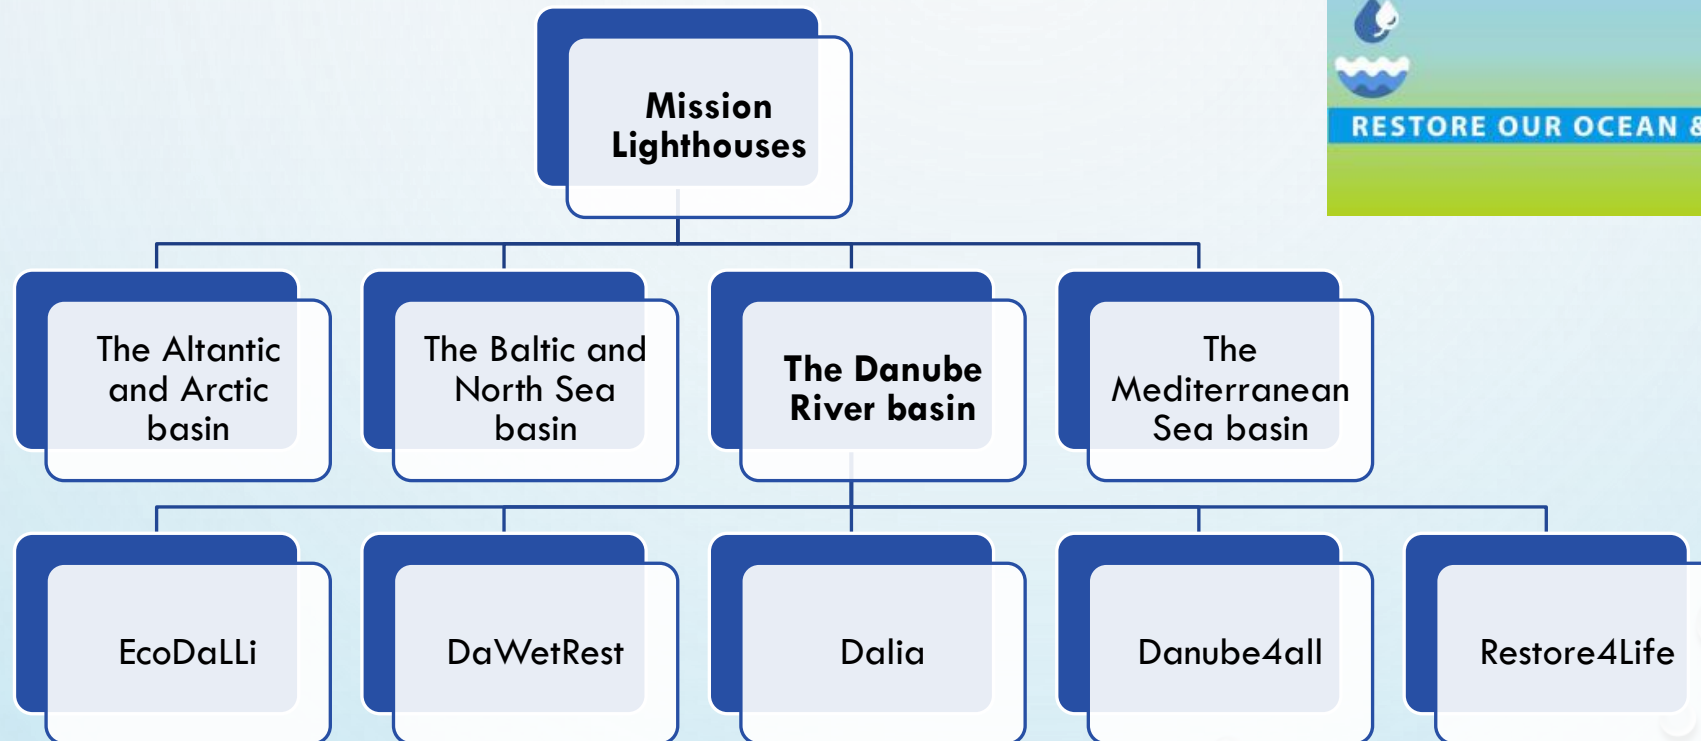 Mission
Lighthouses
RESTORE OUR OCEAN &
The Altantic
and Arctic
basin
The Baltic and
North Sea
basin
The Danube
River basin
The
Mediterranean
Sea basin
EcoDaLLi
DaWetRest
Dalia
Danube4all
Restore4Life